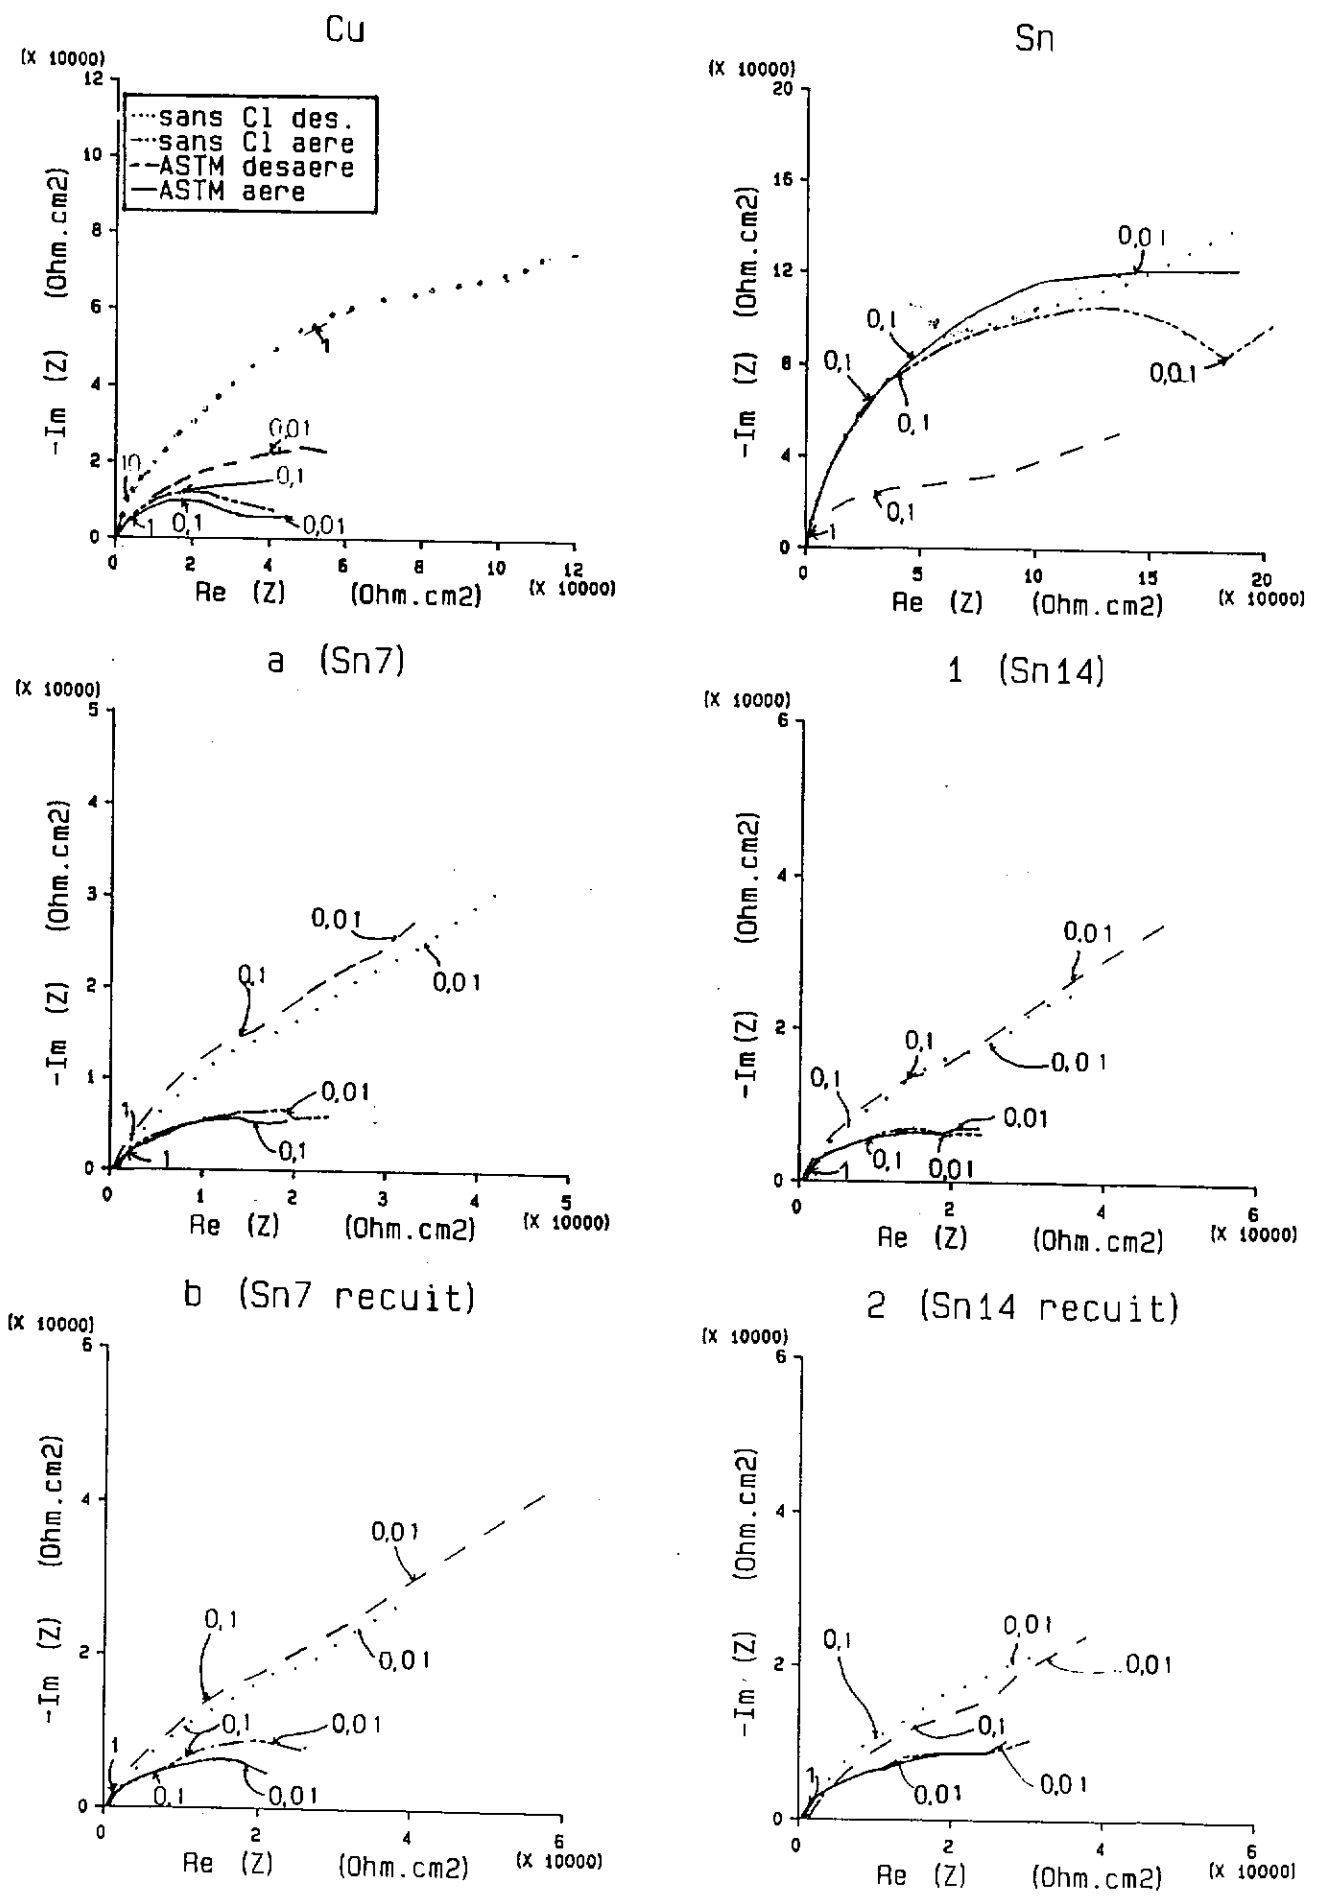 Cu
(X 10000)
12
10
8
6
4
2
0
-Im (Z) (Ohm.cm2)
sans Cl des.
sans Cl aere
ASTM desaere
ASTM aere
1
10
0,01
0,1
1
0,1
0,01
0 2 4 6 8 10 12
Re (Z) (Ohm.cm2) (X 10000)
Sn
(X 10000)
20
16
12
8
4
0
-Im (Z) (Ohm.cm2)
0,01
0,1
0,1
0,1
0,01
0,1
1
0 5 10 15 20
Re (Z) (Ohm.cm2) (X 10000)
a (Sn7)
(X 10000)
5
4
3
2
1
0
-Im (Z) (Ohm.cm2)
0,01
0,1
0,01
1
0,01
0,1
1
0 1 2 3 4 5
Re (Z) (Ohm.cm2) (X 10000)
1 (Sn14)
(X 10000)
6
4
2
0
-Im (Z) (Ohm.cm2)
0,01
0,1
0,01
0,1
0,01
0,1
0,01
1
0 2 4 6
Re (Z) (Ohm.cm2) (X 10000)
b (Sn7 recuit)
(X 10000)
6
4
2
0
-Im (Z) (Ohm.cm2)
0,01
0,1
0,01
0,1
0,01
1
0,1
0,01
0 2 4 6
Re (Z) (Ohm.cm2) (X 10000)
2 (Sn14 recuit)
(X 10000)
6
4
2
0
-Im (Z) (Ohm.cm2)
0,01
0,1
0,01
0,1
1
0,01
0,01
0 2 4 6
Re (Z) (Ohm.cm2) (X 10000)